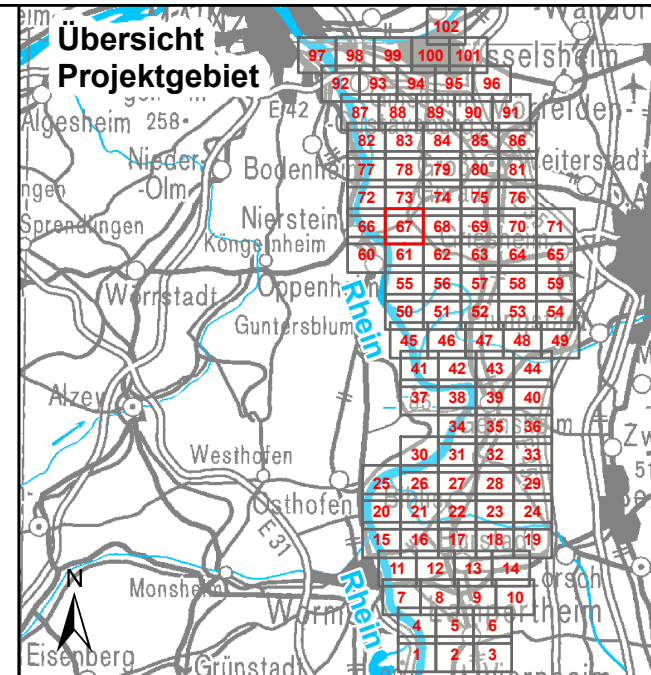 Übersicht
Projektgebiet
102
97 98 99 100 101
sselsheim
92 93 94 95 96
Algesheim 258
E 42
87 88 89 90 91
82 83 84 85 86
Nieder-
-Olm
Bodenheim
77 78 79 80 81
72 73 74 75 76
Sprendlingen
Nierstein
66 67 68 69 70 71
Köngernheim
60 61 62 63 64 65
Wörrstadt
Oppenheim
55 56 57 58 59
Rhein
50 51 52 53 54
Guntersblum
45 46 47 48 49
41 42 43 44
Alzey
37 38 39 40
34 35 36
Westhofen
30 31 32 33
25 26 27 28 29
Osthofen
20 21 22 23 24
E 31
15 16 17 18 19
11 12 13 14
Lorsch
N
Monsheim
Rhein
7 8 9 10
Worms
4 5 6
Eisenberg
Grünstadt
1 2 3